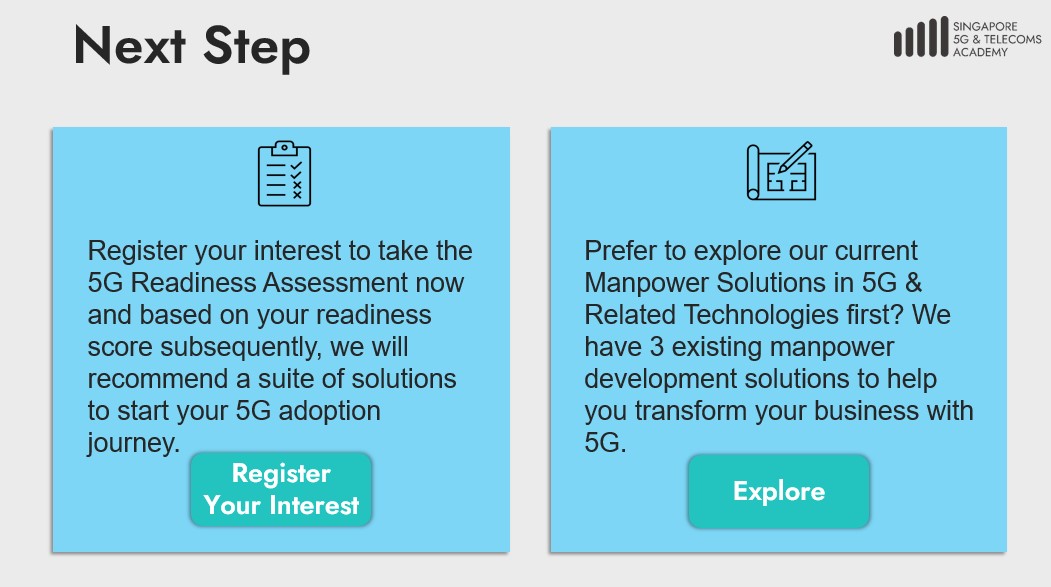 Next Step
SINGAPORE
5G & TELECOMS
ACADEMY
Register your interest to take the
5G Readiness Assessment now
and based on your readiness
score subsequently, we will
recommend a suite of solutions
to start your 5G adoption
journey.
Register
Your Interest
Prefer to explore our current
Manpower Solutions in 5G &
Related Technologies first? We
have 3 existing manpower
development solutions to help
you transform your business with
5G.
Explore